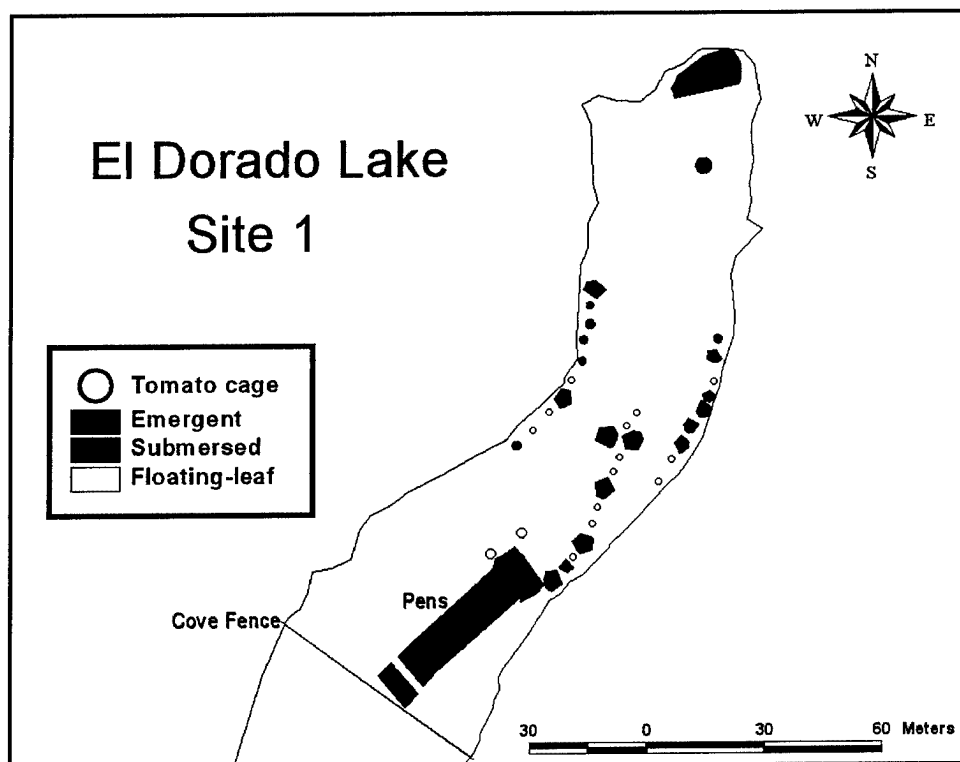 El Dorado Lake
Site 1
N
W
E
S
Tomato cage
Emergent
Submersed
Floating-leaf
Pens
Cove Fence
30 0 30 60 Meters